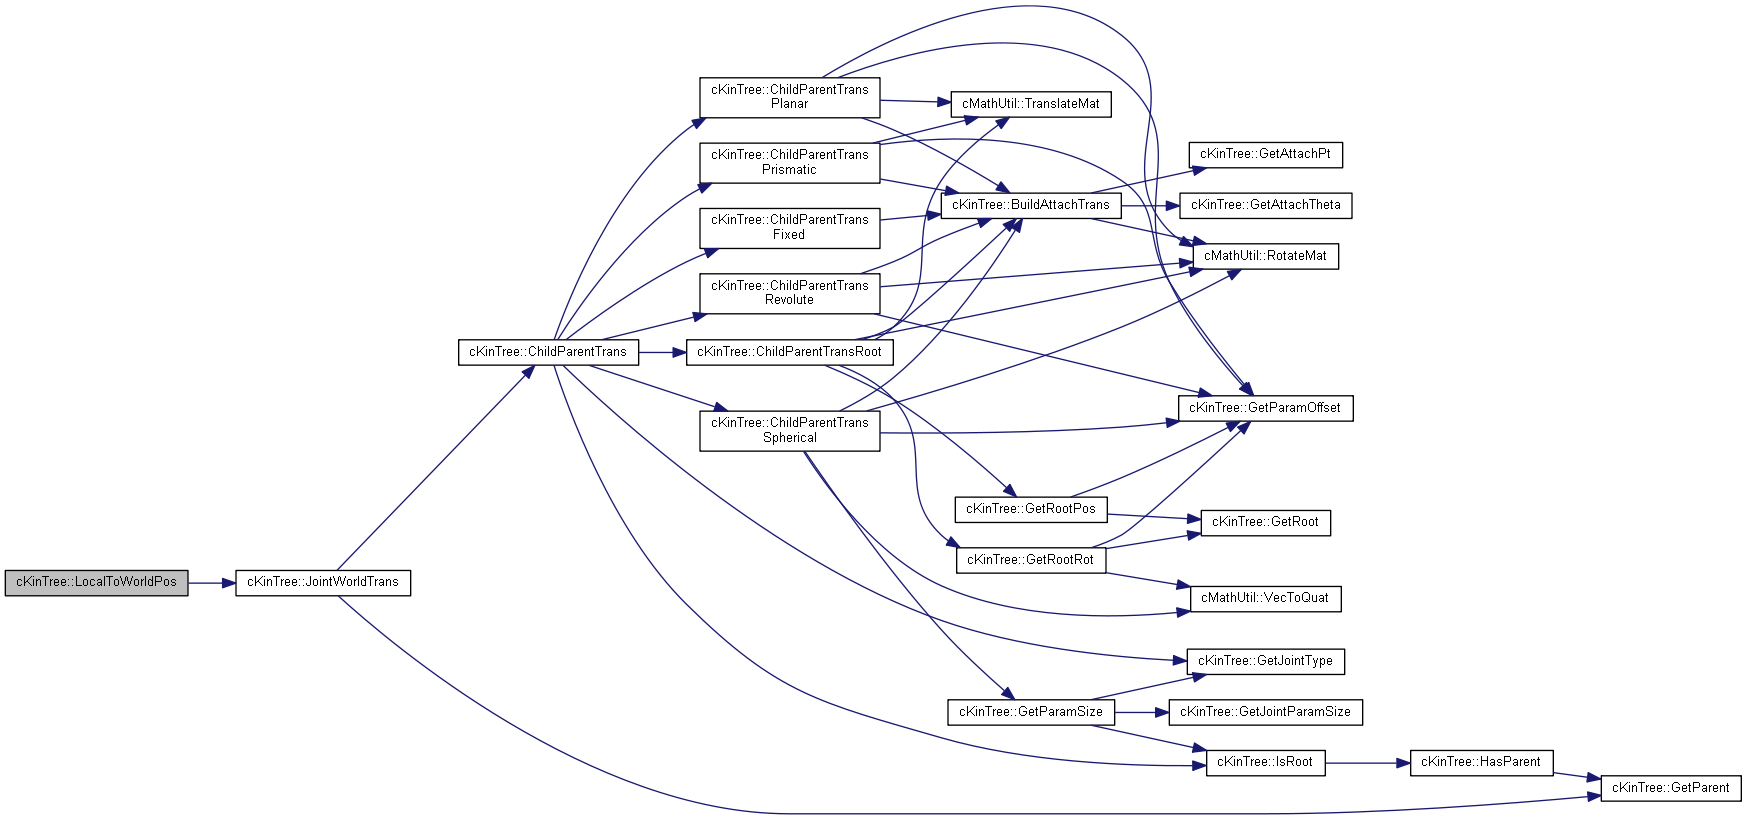 cKinTree::ChildParentTrans
Planar
cMathUtil::TranslateMat
cKinTree::ChildParentTrans
Prismatic
cKinTree::GetAttachPt
cKinTree::BuildAttachTrans
cKinTree::GetAttachTheta
cKinTree::ChildParentTrans
Fixed
cMathUtil::RotateMat
cKinTree::ChildParentTrans
Revolute
cKinTree::ChildParentTrans
cKinTree::ChildParentTransRoot
cKinTree::GetParamOffset
cKinTree::ChildParentTrans
Spherical
cKinTree::GetRootPos
cKinTree::GetRoot
cKinTree::GetRootRot
cKinTree::LocalToWorldPos
cKinTree::JointWorldTrans
cMathUtil::VecToQuat
cKinTree::GetJointType
cKinTree::GetParamSize
cKinTree::GetJointParamSize
cKinTree::IsRoot
cKinTree::HasParent
cKinTree::GetParent